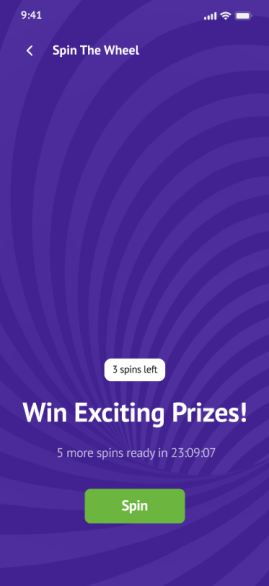 9:41
Spin The Wheel
3 spins left
Win Exciting Prizes!
5 more spins ready in 23:09:07
Spin